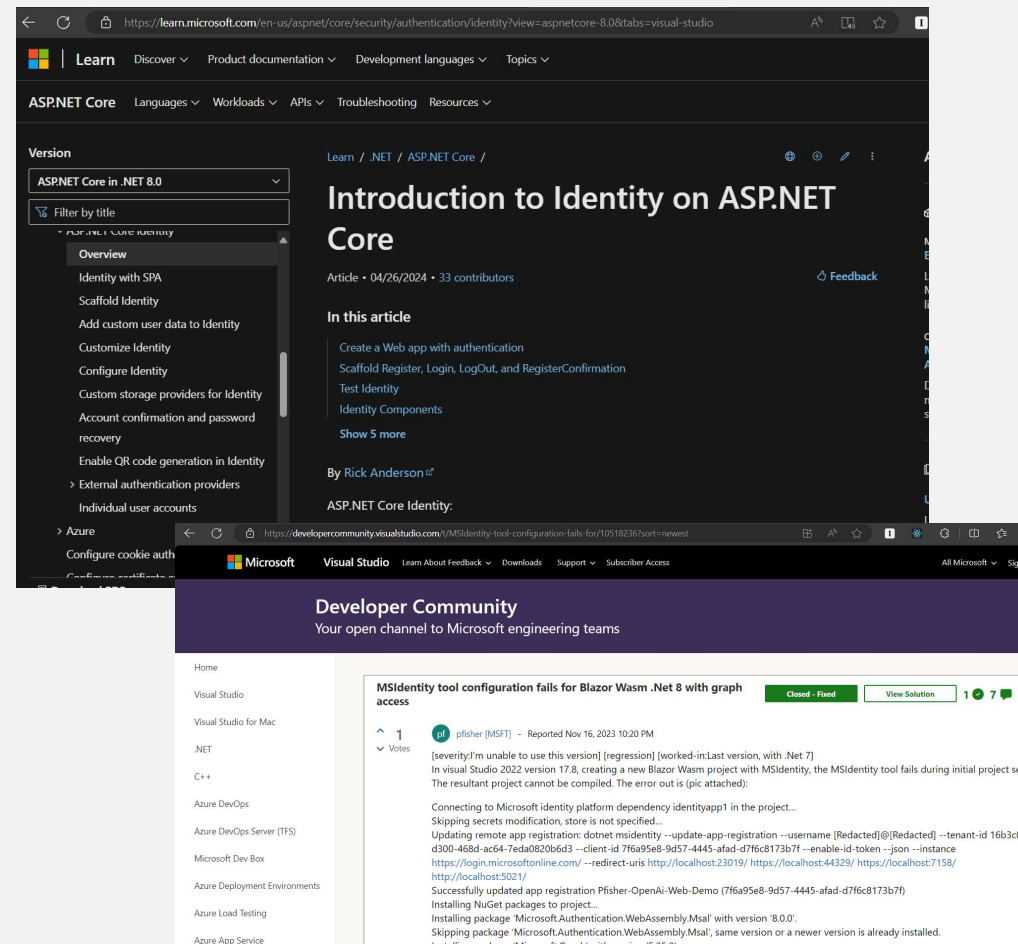 https://learn.microsoft.com/en-us/aspnet/core/security/authentication/identity?view=aspnetcore-8.0&tabs=visual-studio
Learn Discover Product documentation Development languages Topics
ASP.NET Core Languages Workloads APIs Troubleshooting Resources
Version
ASP.NET Core in .NET 8.0
Filter by title
ASP.NET Core Identity
Overview
Identity with SPA
Scaffold Identity
Add custom user data to Identity
Customize Identity
Configure Identity
Custom storage providers for Identity
Account confirmation and password
recovery
Enable QR code generation in Identity
External authentication providers
Individual user accounts
Azure
Configure cookie auth
Learn / .NET / ASP.NET Core /
Introduction to Identity on ASP.NET
Core
Article • 04/26/2024 • 33 contributors
Feedback
In this article
Create a Web app with authentication
Scaffold Register, Login, LogOut, and RegisterConfirmation
Test Identity
Identity Components
Show 5 more
By Rick Anderson
ASP.NET Core Identity:
https://developercommunity.visualstudio.com/t/MSIdentity-tool-configuration-fails-for/10518236?sort=newest
Microsoft Visual Studio Learn About Feedback Downloads Support Subscriber Access All Microsoft
Developer Community
Your open channel to Microsoft engineering teams
Home
Visual Studio
Visual Studio for Mac
.NET
C++
Azure DevOps
Azure DevOps Server (TFS)
Microsoft Dev Box
Azure Deployment Environments
Azure Load Testing
Azure App Service
MSIdentity tool configuration fails for Blazor Wasm .Net 8 with graph
access
Closed - Fixed View Solution 1 7
1
Votes
pf pfisher [MSFT] - Reported Nov 16, 2023 10:20 PM
[severity:I'm unable to use this version] [regression] [worked-in:Last version, with .Net 7]
In visual Studio 2022 version 17.8, creating a new Blazor Wasm project with MSIdentity, the MSIdentity tool fails during initial project se
The resultant project cannot be compiled. The error out is (pic attached):
Connecting to Microsoft identity platform dependency identityapp1 in the project...
Skipping secrets modification, store is not specified...
Updating remote app registration: dotnet msidentity --update-app-registration --username [Redacted]@[Redacted] --tenant-id 16b3c0
d300-468d-ac64-7eda0820b6d3 --client-id 7f6a95e8-9d57-4445-afad-d7f6c8173b7f --enable-id-token --json --instance
https://login.microsoftonline.com/ --redirect-uris http://localhost:23019/ https://localhost:44329/ https://localhost:7158/
http://localhost:5021/
Successfully updated app registration Pfisher-OpenAi-Web-Demo (7f6a95e8-9d57-4445-afad-d7f6c8173b7f)
Installing NuGet packages to project...
Installing package 'Microsoft.Authentication.WebAssembly.Msal' with version '8.0.0'.
Skipping package 'Microsoft.Authentication.WebAssembly.Msal', same version or a newer version is already installed.